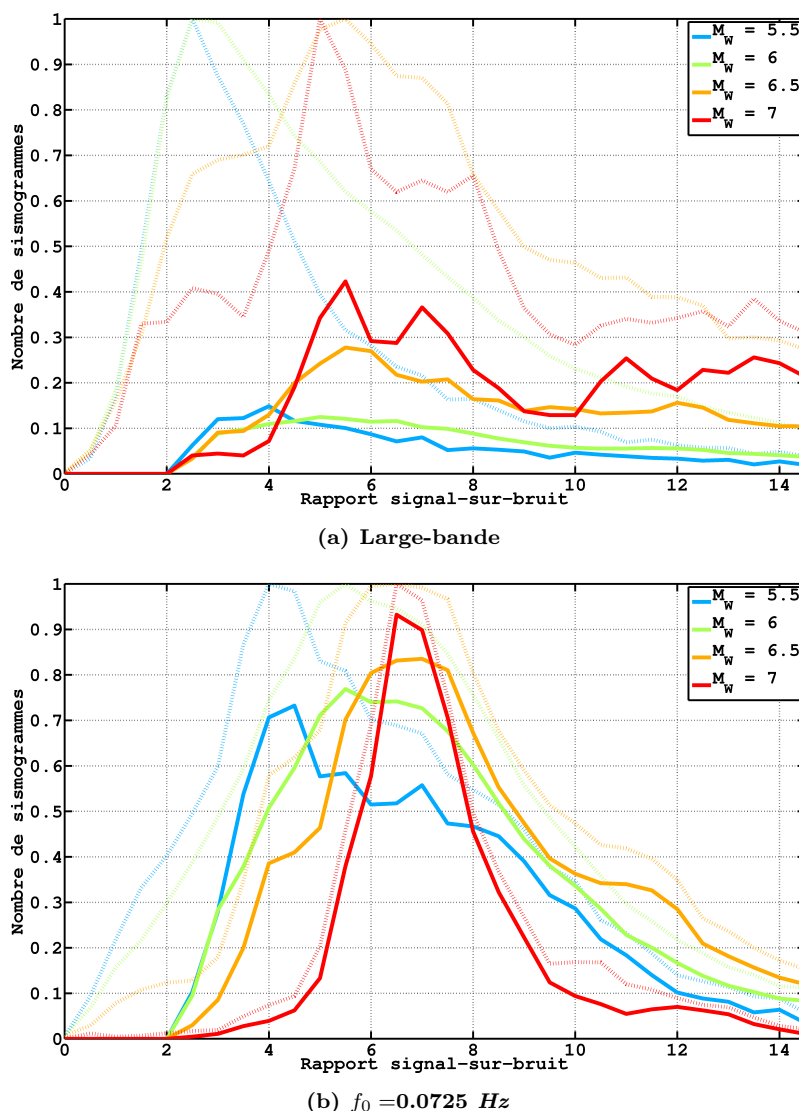 1
0.9
0.8
0.7
0.6
0.5
0.4
0.3
0.2
0.1
0
Nombre de sismogrammes
M_W = 5.5
M_W = 6
M_W = 6.5
M_W = 7
0 2 4 6 8 10 12 14
Rapport signal-sur-bruit
(a) Large-bande
1
0.9
0.8
0.7
0.6
0.5
0.4
0.3
0.2
0.1
0
Nombre de sismogrammes
M_W = 5.5
M_W = 6
M_W = 6.5
M_W = 7
0 2 4 6 8 10 12 14
Rapport signal-sur-bruit
(b) f₀ =0.0725 Hz